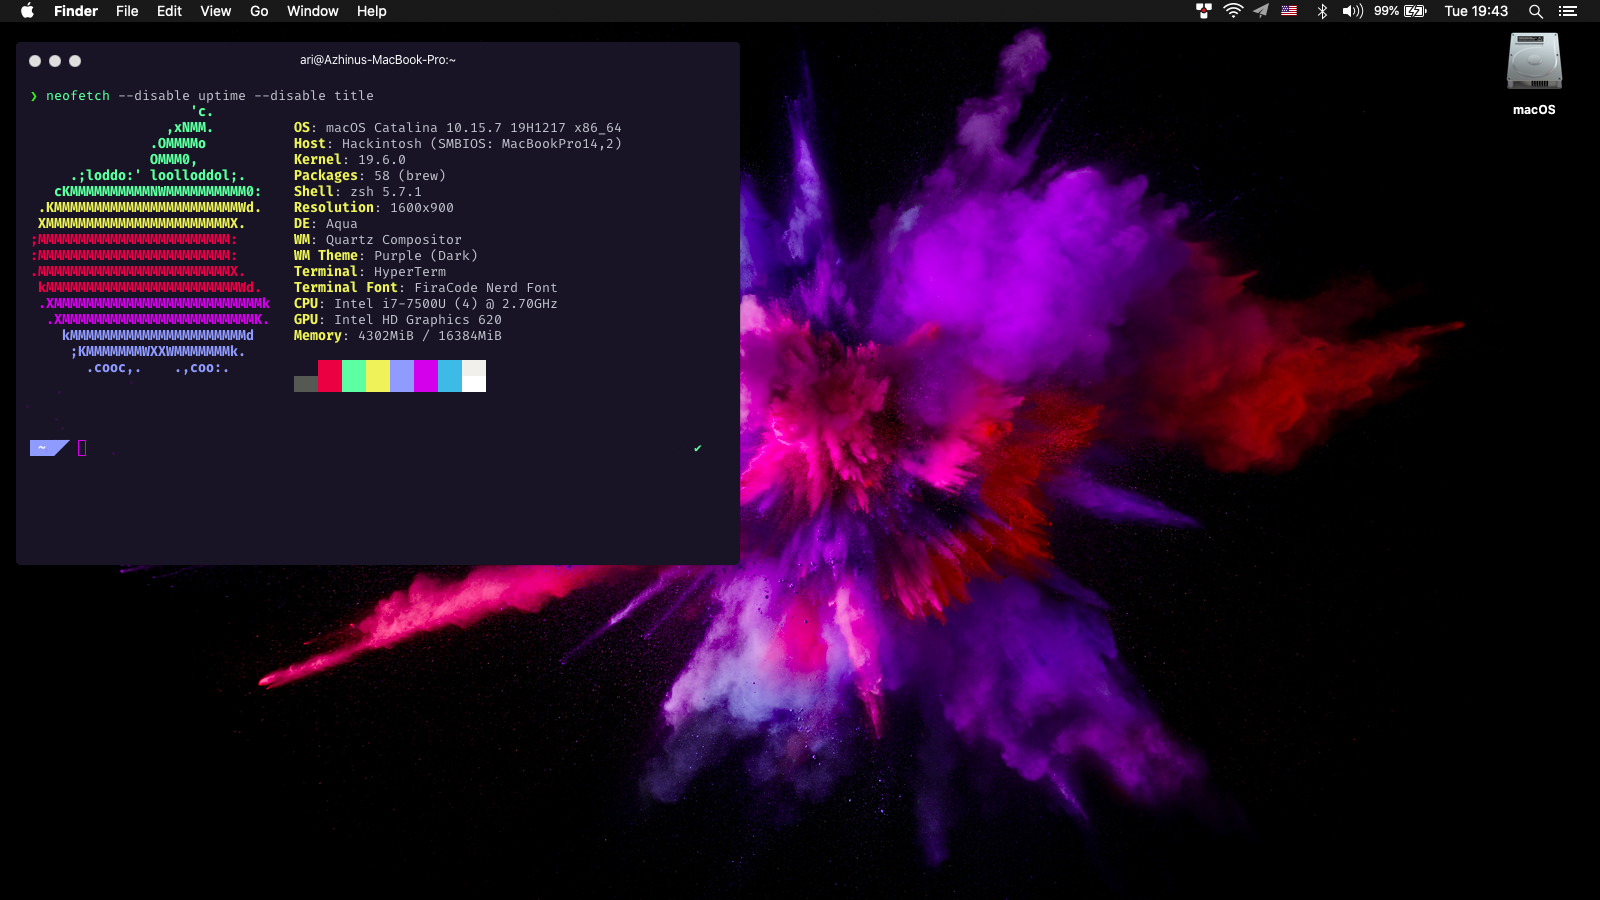 Finder File Edit View Go Window Help
99% Tue 19:43
macOS
ari@Azhinus-MacBook-Pro:~
❯ neofetch --disable uptime --disable title
'c.
,xNMM.
.OMMMMo
OMMM0,
.;loddo:' loolloddol;.
cKMMMMMMMMMMNWMMMMMMMMMM0:
.KMMMMMMMMMMMMMMMMMMMMMMMWd.
XMMMMMMMMMMMMMMMMMMMMMMMX.
;MMMMMMMMMMMMMMMMMMMMMMMM:
:MMMMMMMMMMMMMMMMMMMMMMMM:
.MMMMMMMMMMMMMMMMMMMMMMMMX.
kMMMMMMMMMMMMMMMMMMMMMMMMWd.
.XMMMMMMMMMMMMMMMMMMMMMMMMMMk
.XMMMMMMMMMMMMMMMMMMMMMMMMK.
kMMMMMMMMMMMMMMMMMMMMMMd
;KMMMMMMMWXXWMMMMMMMk.
.cooc,. .,coo:.
OS: macOS Catalina 10.15.7 19H1217 x86_64
Host: Hackintosh (SMBIOS: MacBookPro14,2)
Kernel: 19.6.0
Packages: 58 (brew)
Shell: zsh 5.7.1
Resolution: 1600x900
DE: Aqua
WM: Quartz Compositor
WM Theme: Purple (Dark)
Terminal: HyperTerm
Terminal Font: FiraCode Nerd Font
CPU: Intel i7-7500U (4) @ 2.70GHz
GPU: Intel HD Graphics 620
Memory: 4302MiB / 16384MiB
~ ✔